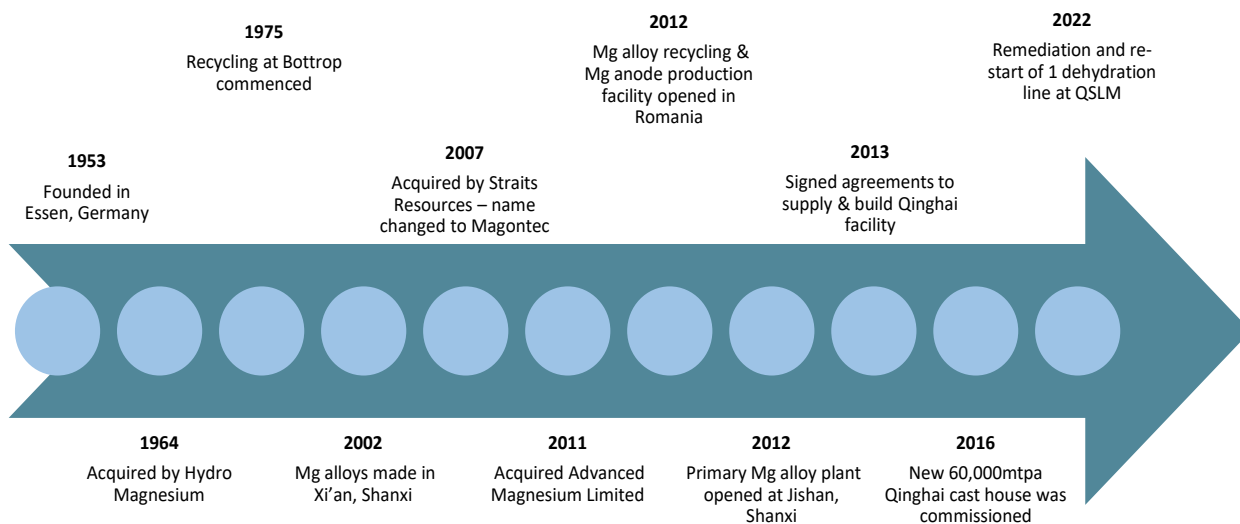 1975
Recycling at Bottrop
commenced
2012
Mg alloy recycling &
Mg anode production
facility opened in
Romania
2022
Remediation and re-
start of 1 dehydration
line at QSLM
1953
Founded in
Essen, Germany
2007
Acquired by Straits
Resources – name
changed to Magontec
2013
Signed agreements to
supply & build Qinghai
facility
1964
Acquired by Hydro
Magnesium
2002
Mg alloys made in
Xi’an, Shanxi
2011
Acquired Advanced
Magnesium Limited
2012
Primary Mg alloy plant
opened at Jishan,
Shanxi
2016
New 60,000mtpa
Qinghai cast house was
commissioned